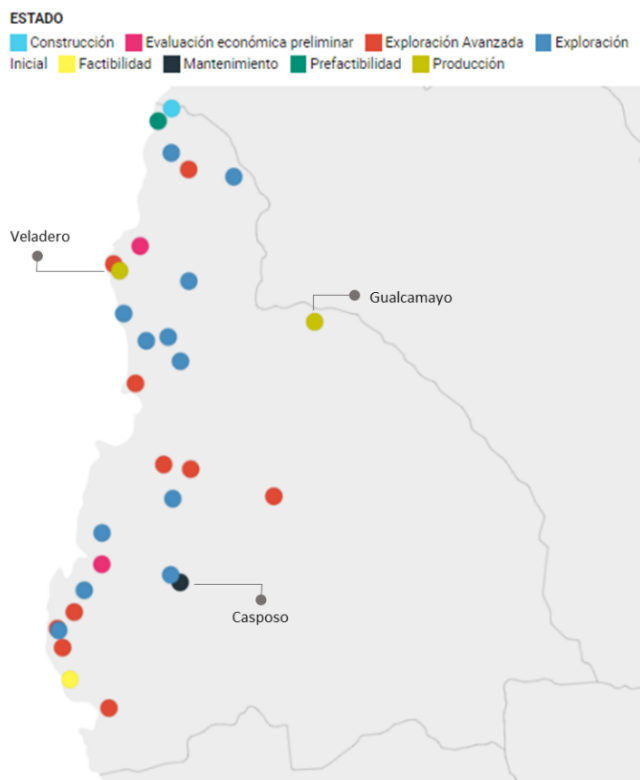 ESTADO
Construcción Evaluación económica preliminar Exploración Avanzada Exploración
Inicial Factibilidad Mantenimiento Prefactibilidad Producción
Veladero
Gualcamayo
Casposo